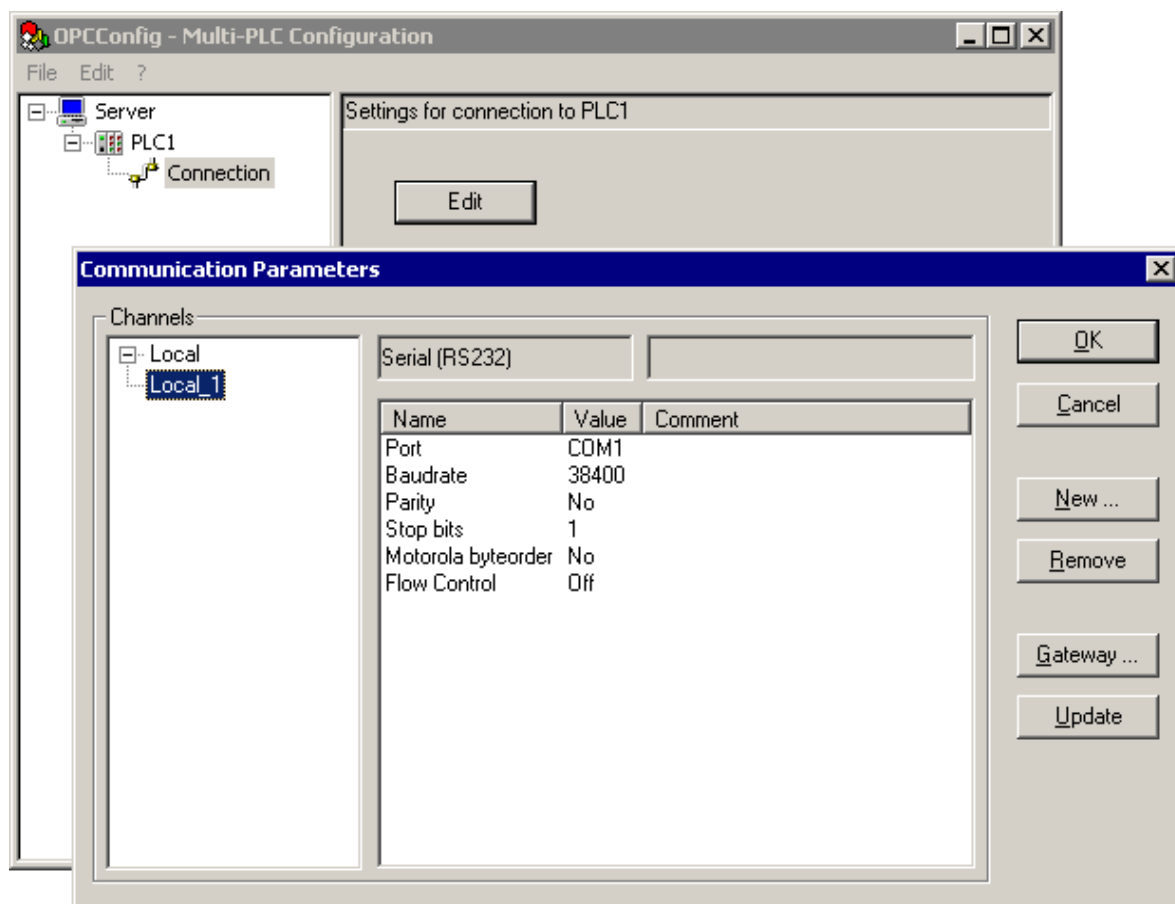 OPCConfig - Multi-PLC Configuration
File Edit ?
Server
PLC1
Connection
Settings for connection to PLC1
Edit
Communication Parameters
Channels
Local
Local_1
Serial (RS232)
Name Value Comment
Port COM1
Baudrate 38400
Parity No
Stop bits 1
Motorola byteorder No
Flow Control Off
OK
Cancel
New ...
Remove
Gateway ...
Update